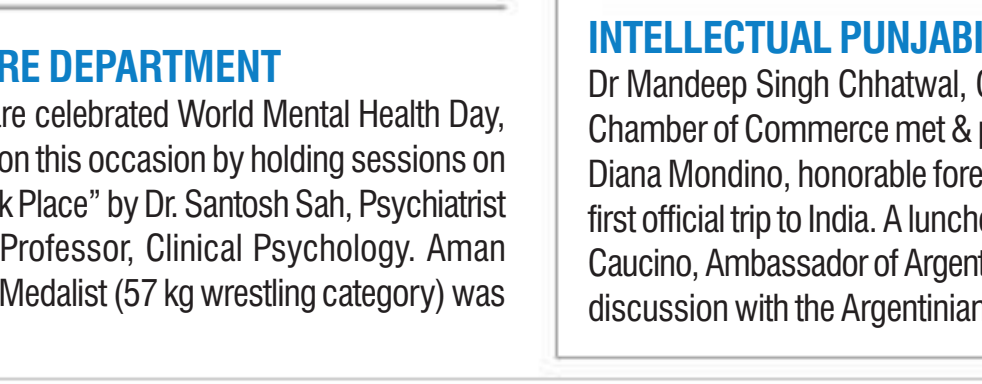 RE DEPARTMENT
are celebrated World Mental Health Day,
on this occasion by holding sessions on
k Place” by Dr. Santosh Sah, Psychiatrist
Professor, Clinical Psychology. Aman
Medalist (57 kg wrestling category) was
INTELLECTUAL PUNJABI
Dr Mandeep Singh Chhatwal,
Chamber of Commerce met &
Diana Mondino, honorable fore
first official trip to India. A lunche
Caucino, Ambassador of Argent
discussion with the Argentinian